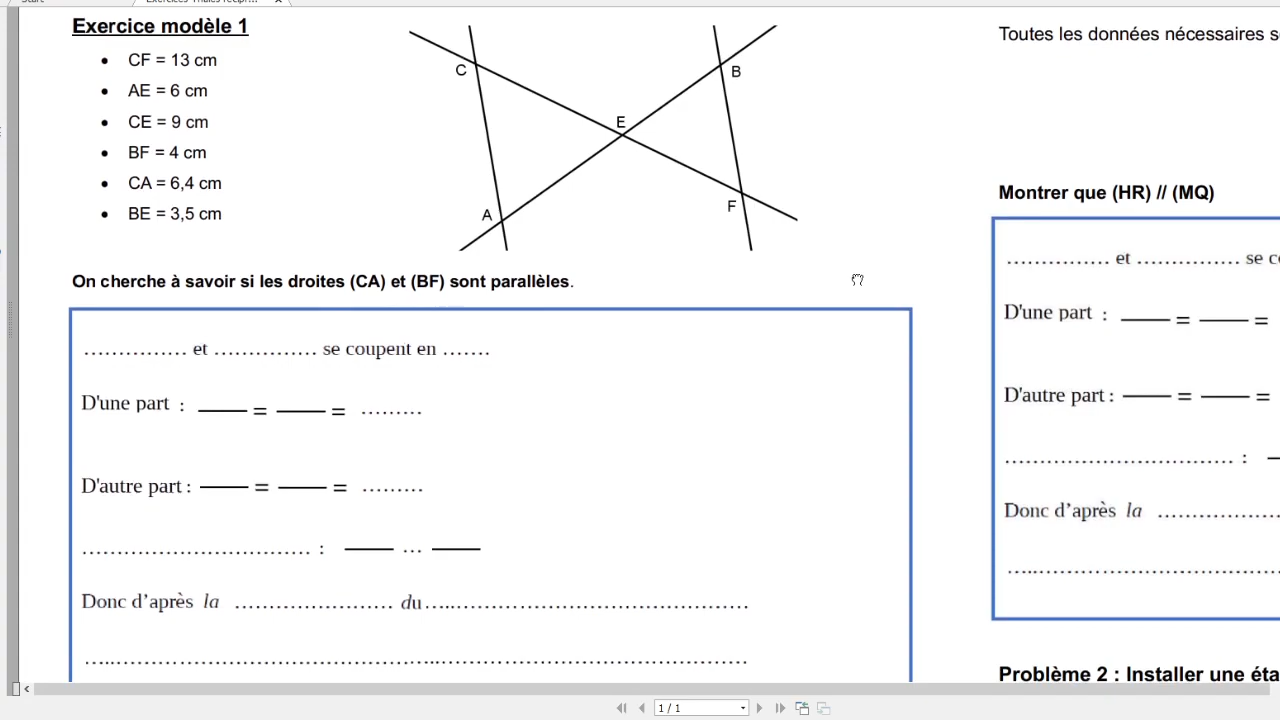 Exercice modèle 1
• CF = 13 cm
• AE = 6 cm
• CE = 9 cm
• BF = 4 cm
• CA = 6,4 cm
• BE = 3,5 cm
C
B
E
A
F
On cherche à savoir si les droites (CA) et (BF) sont parallèles.
…………… et …………… se coupent en …….
D'une part : = = ………
D'autre part : = = ………
………………………………… : …
Donc d’après la …………………… du ……………………………………
……………………………………………………………………
Toutes les données nécessaires
Montrer que (HR) // (MQ)
…………… et …………… se
D'une part : = =
D'autre part : = =
………………………………… :
Donc d’après la ………………
……………………………………
Problème 2 : Installer une
1 / 1